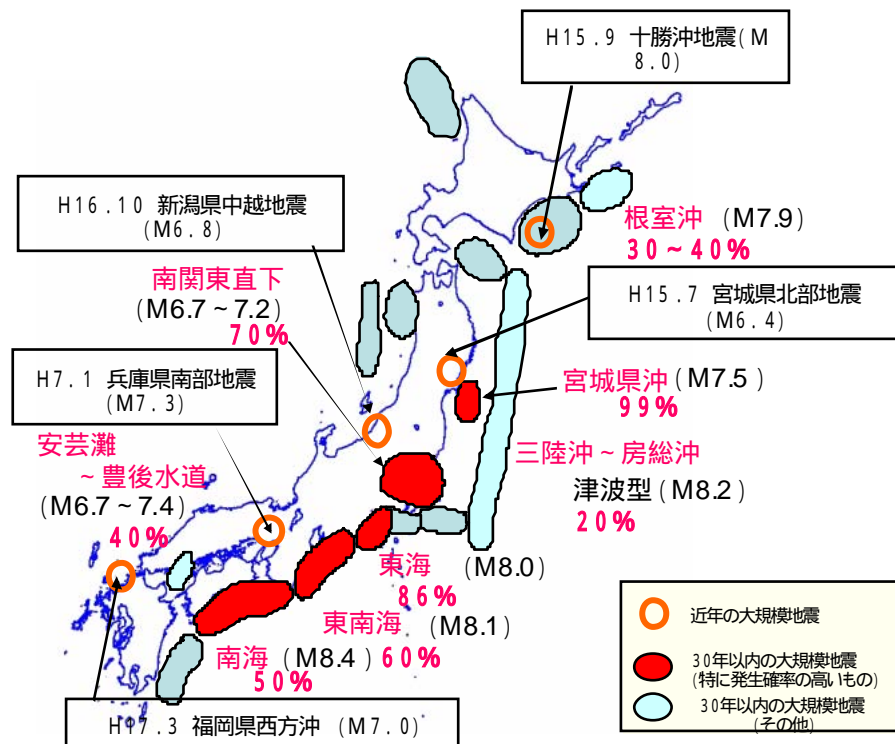 H15.9 十勝沖地震(M
8.0)
H16.10 新潟県中越地震
(M6.8)
根室沖 (M7.9)
30～40%
南関東直下
(M6.7～7.2)
70%
H15.7 宮城県北部地震
(M6.4)
H7.1 兵庫県南部地震
(M7.3)
宮城県沖 (M7.5)
99%
安芸灘
～豊後水道
(M6.7～7.4)
40%
三陸沖～房総沖
津波型 (M8.2)
20%
東海 (M8.0)
86%
東南海 (M8.1)
60%
南海 (M8.4)
50%
H17.3 福岡県西方沖 (M7.0)
近年の大規模地震
30年以内の大規模地震
(特に発生確率の高いもの)
30年以内の大規模地震
(その他)